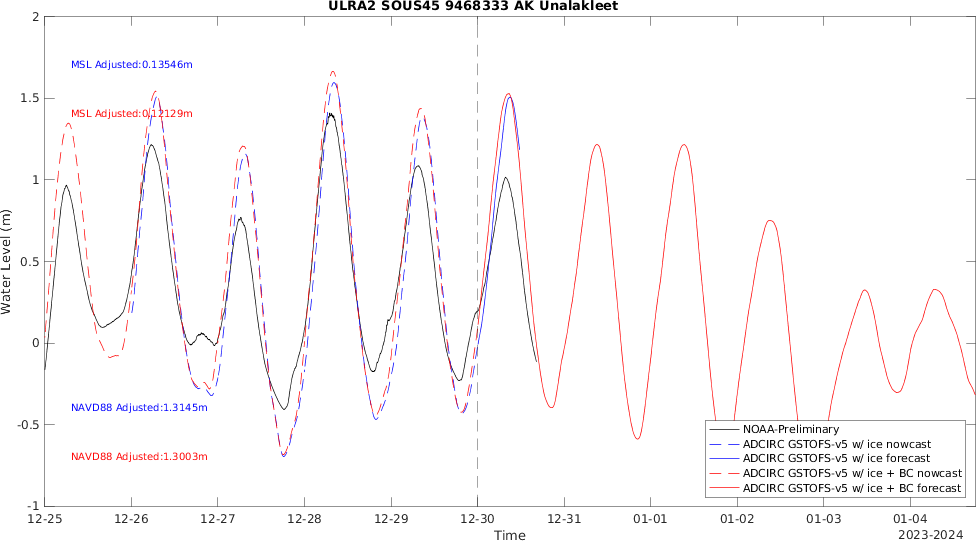 ULRA2 SOUS45 9468333 AK Unalakleet
2
1.5
1
0.5
0
-0.5
-1
Water Level (m)
MSL Adjusted:0.13546m
MSL Adjusted:0.12129m
NAVD88 Adjusted:1.3145m
NAVD88 Adjusted:1.3003m
NOAA-Preliminary
ADCIRC GSTOFS-v5 w/ ice nowcast
ADCIRC GSTOFS-v5 w/ ice forecast
ADCIRC GSTOFS-v5 w/ ice + BC nowcast
ADCIRC GSTOFS-v5 w/ ice + BC forecast
12-25 12-26 12-27 12-28 12-29 12-30 12-31 01-01 01-02 01-03 01-04
Time
2023-2024